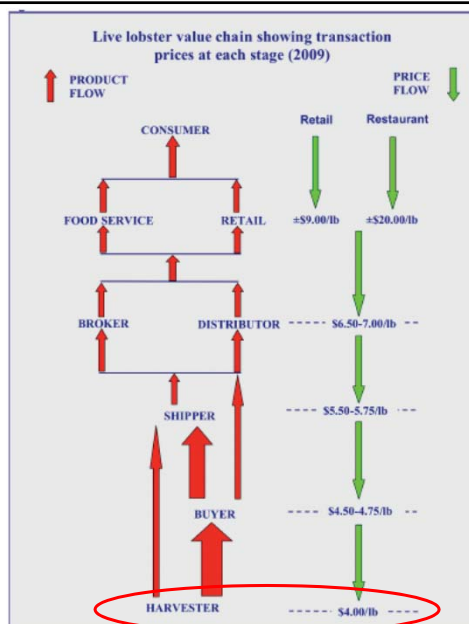 Live lobster value chain showing transaction
prices at each stage (2009)
PRODUCT
FLOW
PRICE
FLOW
Retail Restaurant
CONSUMER
FOOD SERVICE RETAIL ±$9.00/lb ±$20.00/lb
BROKER DISTRIBUTOR $6.50-7.00/lb
SHIPPER $5.50-5.75/lb
BUYER $4.50-4.75/lb
HARVESTER $4.00/lb